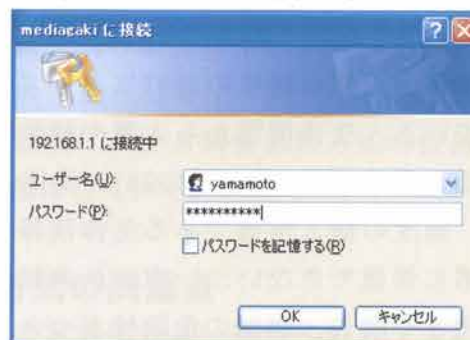 mediagaki に接続
192.168.1.1 に接続中
ユーザー名(U):
yamamoto
パスワード(P):
**********
パスワードを記憶する(R)
OK
キャンセル